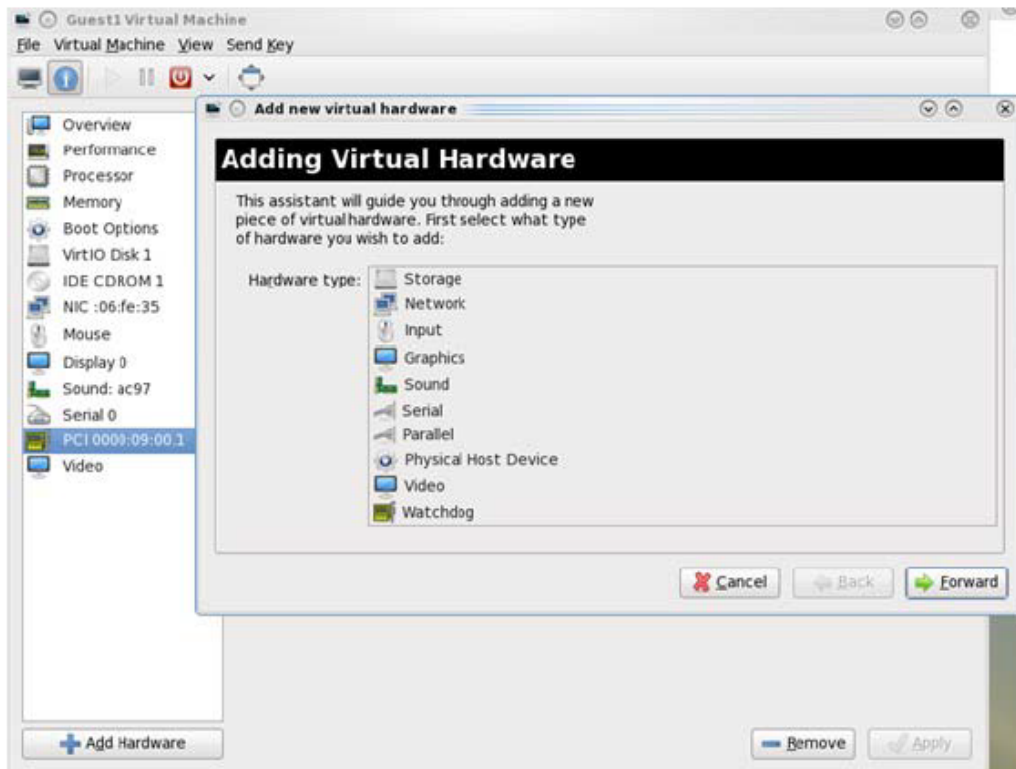 Guest1 Virtual Machine
File Virtual Machine View Send Key
Overview
Performance
Processor
Memory
Boot Options
VirtIO Disk 1
IDE CDROM 1
NIC :06:fe:35
Mouse
Display 0
Sound: ac97
Serial 0
PCI 0000:09:00.1
Video
Add Hardware
Add new virtual hardware
Adding Virtual Hardware
This assistant will guide you through adding a new
piece of virtual hardware. First select what type
of hardware you wish to add:
Hardware type:
Storage
Network
Input
Graphics
Sound
Serial
Parallel
Physical Host Device
Video
Watchdog
Cancel
Back
Forward
Remove
Apply